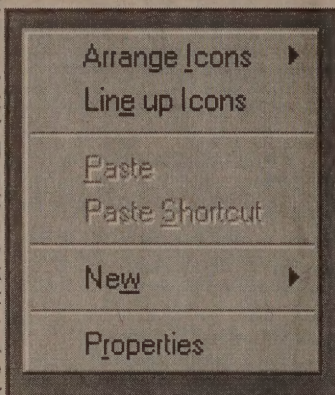 Arrange Icons
Line up Icons
Paste
Paste Shortcut
New
Properties